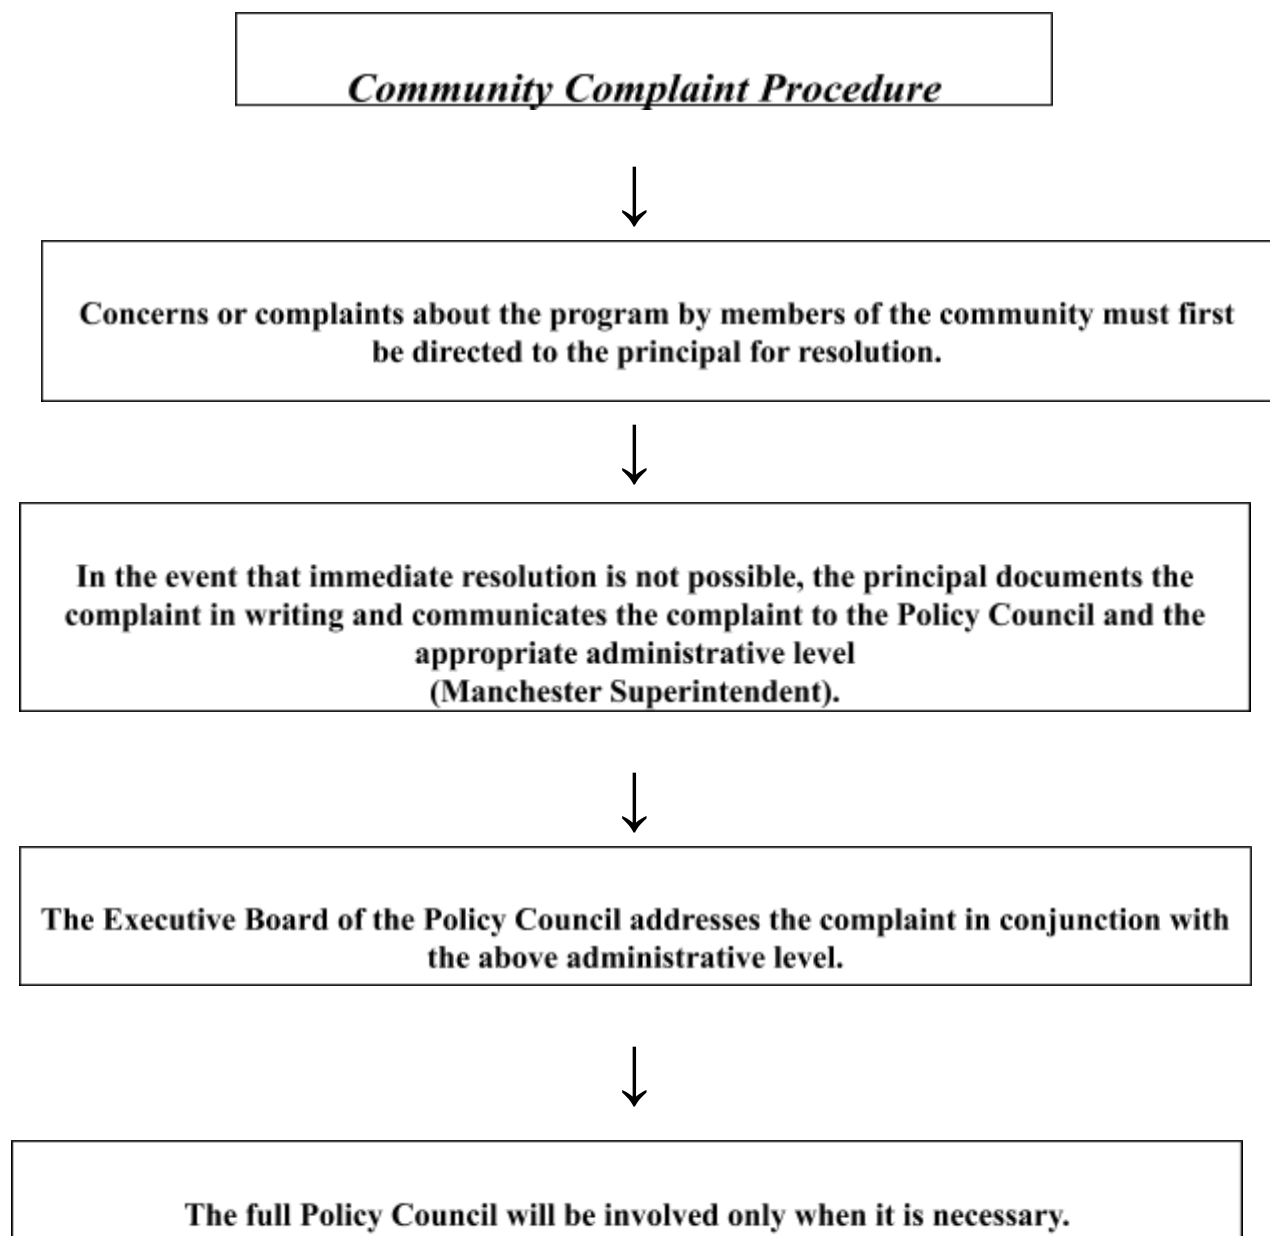 Community Complaint Procedure
Concerns or complaints about the program by members of the community must first
be directed to the principal for resolution.
In the event that immediate resolution is not possible, the principal documents the
complaint in writing and communicates the complaint to the Policy Council and the
appropriate administrative level
(Manchester Superintendent).
The Executive Board of the Policy Council addresses the complaint in conjunction with
the above administrative level.
The full Policy Council will be involved only when it is necessary.